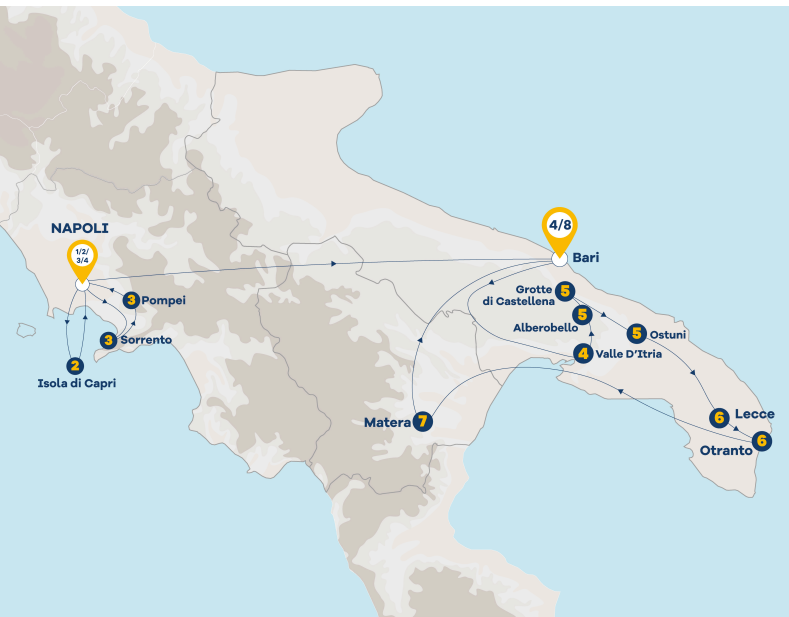 NAPOLI
1/2/
3/4
4/8
Bari
3 Pompei
3 Sorrento
2
Isola di Capri
Grotte
di Castellena
5
5
Alberobello
5 Ostuni
4 Valle D'Itria
Matera 7
6 Lecce
Otranto 6